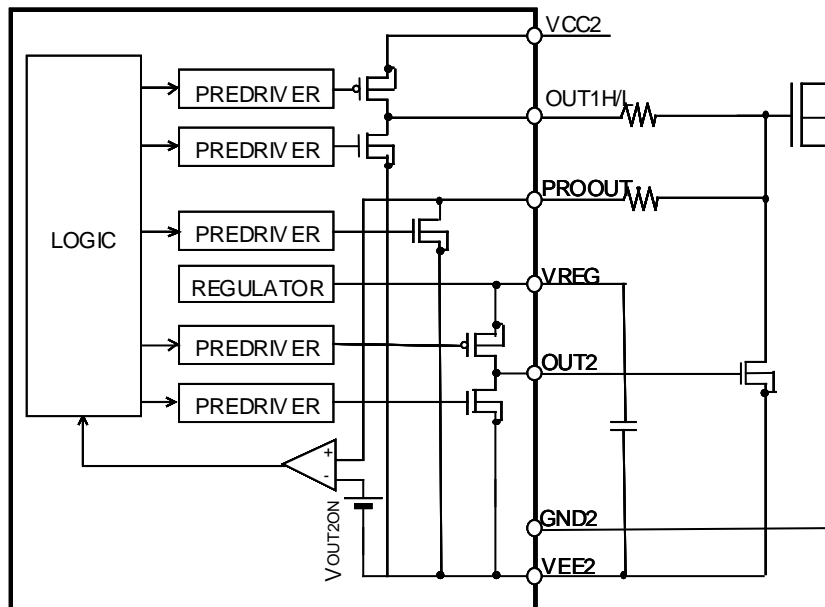 VCC2
PREDRIVER
OUT1H/L
PREDRIVER
PROOUT
LOGIC
PREDRIVER
REGULATOR
VREG
PREDRIVER
OUT2
PREDRIVER
+
-
VOUT2ON
GND2
VEE2